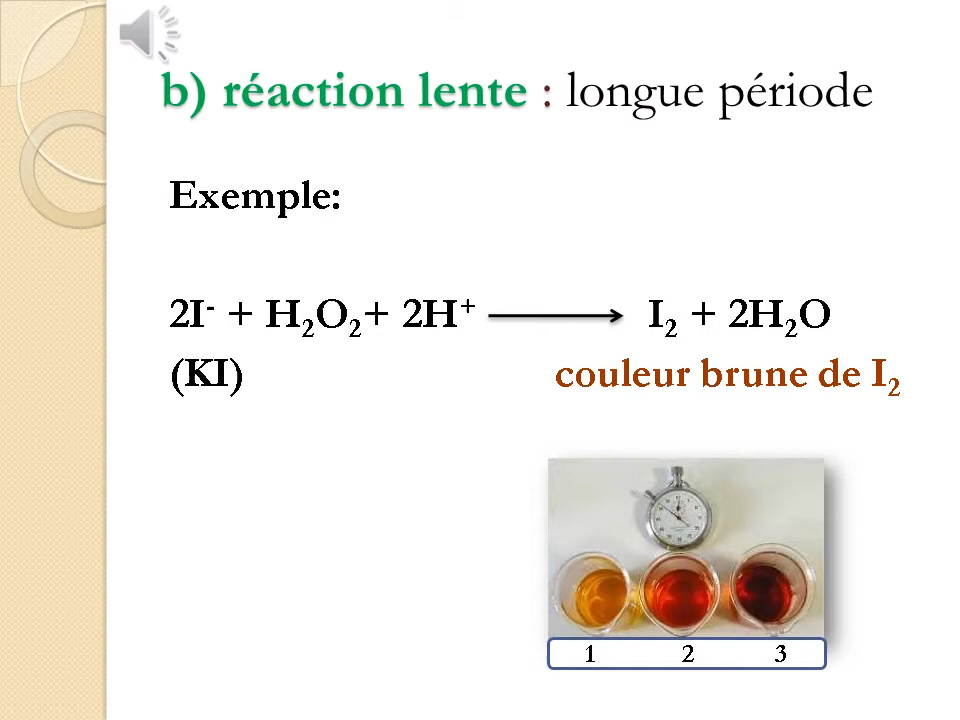 b) réaction lente : longue période
Exemple:
2I⁻ + H₂O₂+ 2H⁺ ⟶ I₂ + 2H₂O
(KI) couleur brune de I₂
1 2 3